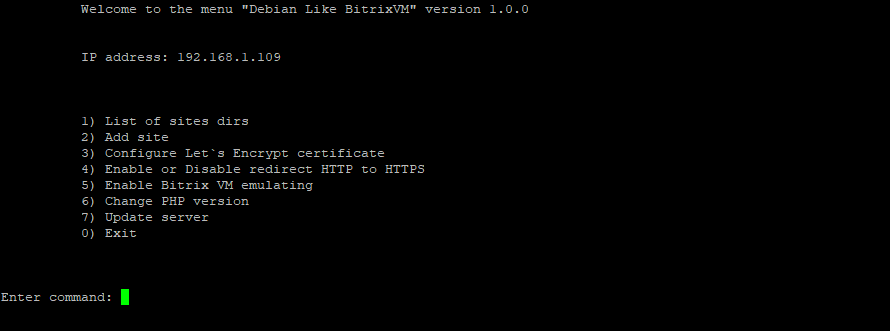 Welcome to the menu "Debian Like BitrixVM" version 1.0.0
IP address: 192.168.1.109
1) List of sites dirs
2) Add site
3) Configure Let`s Encrypt certificate
4) Enable or Disable redirect HTTP to HTTPS
5) Enable Bitrix VM emulating
6) Change PHP version
7) Update server
0) Exit
Enter command: